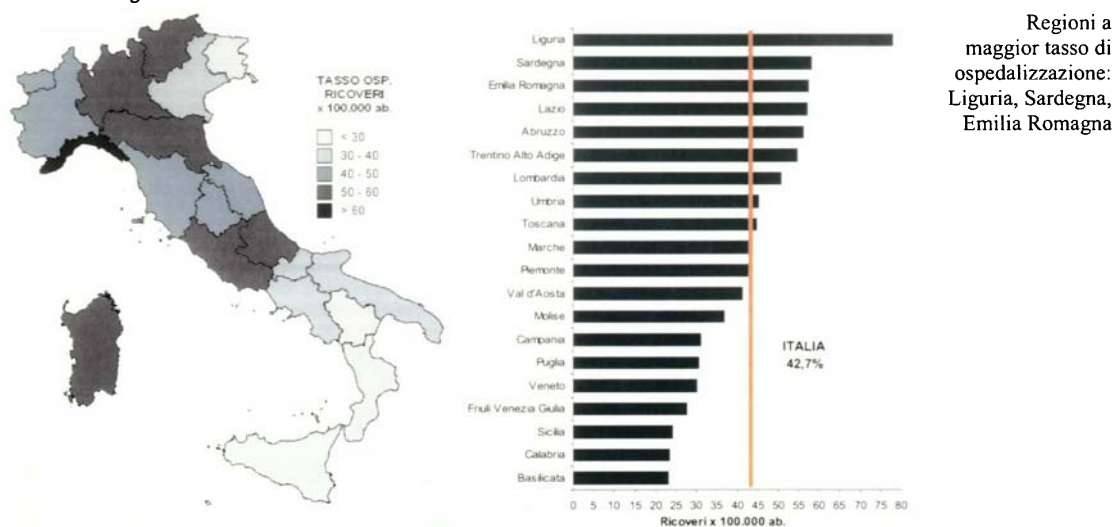 TASSO OSP.
RICOVERI
x 100.000 ab.
< 30
30 - 40
40 - 50
50 - 60
> 60
Liguria
Sardegna
Emilia Romagna
Lazio
Abruzzo
Trentino Alto Adige
Lombardia
Umbria
Toscana
Marche
Piemonte
Val d'Aosta
Molise
Campania
Puglia
Veneto
Friuli Venezia Giulia
Sicilia
Calabria
Basilicata
ITALIA
42,7%
0 5 10 15 20 25 30 35 40 45 50 55 60 65 70 75 80
Ricoveri x 100.000 ab.
Regioni a
maggior tasso di
ospedalizzazione:
Liguria, Sardegna,
Emilia Romagna